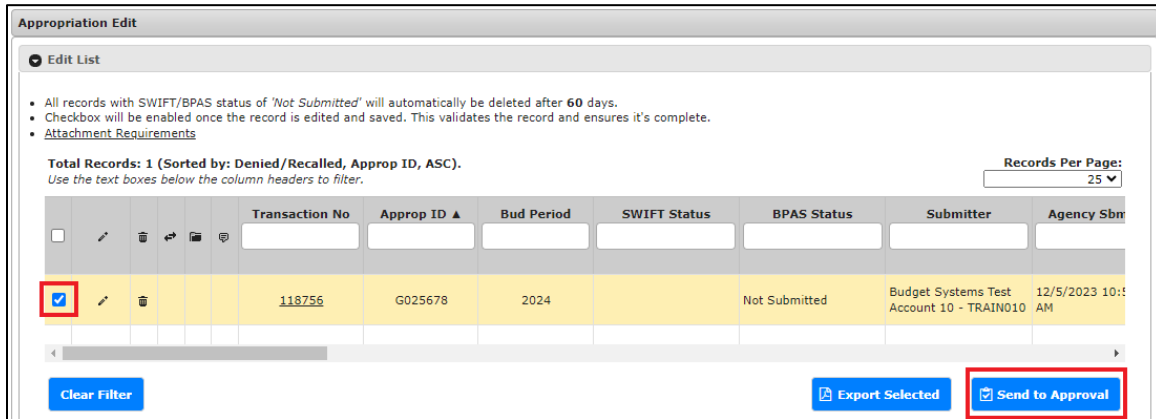 Appropriation Edit
Edit List
All records with SWIFT/BPAS status of 'Not Submitted' will automatically be deleted after 60 days.
Checkbox will be enabled once the record is edited and saved. This validates the record and ensures it's complete.
Attachment Requirements
Total Records: 1 (Sorted by: Denied/Recalled, Approp ID, ASC).
Records Per Page:
Use the text boxes below the column headers to filter.
25
Transaction No Approp ID ▲ Bud Period SWIFT Status BPAS Status Submitter Agency Sbm
118756 G025678 2024 Not Submitted Budget Systems Test 12/5/2023 10:5
Account 10 - TRAIN010 AM
Clear Filter Export Selected Send to Approval